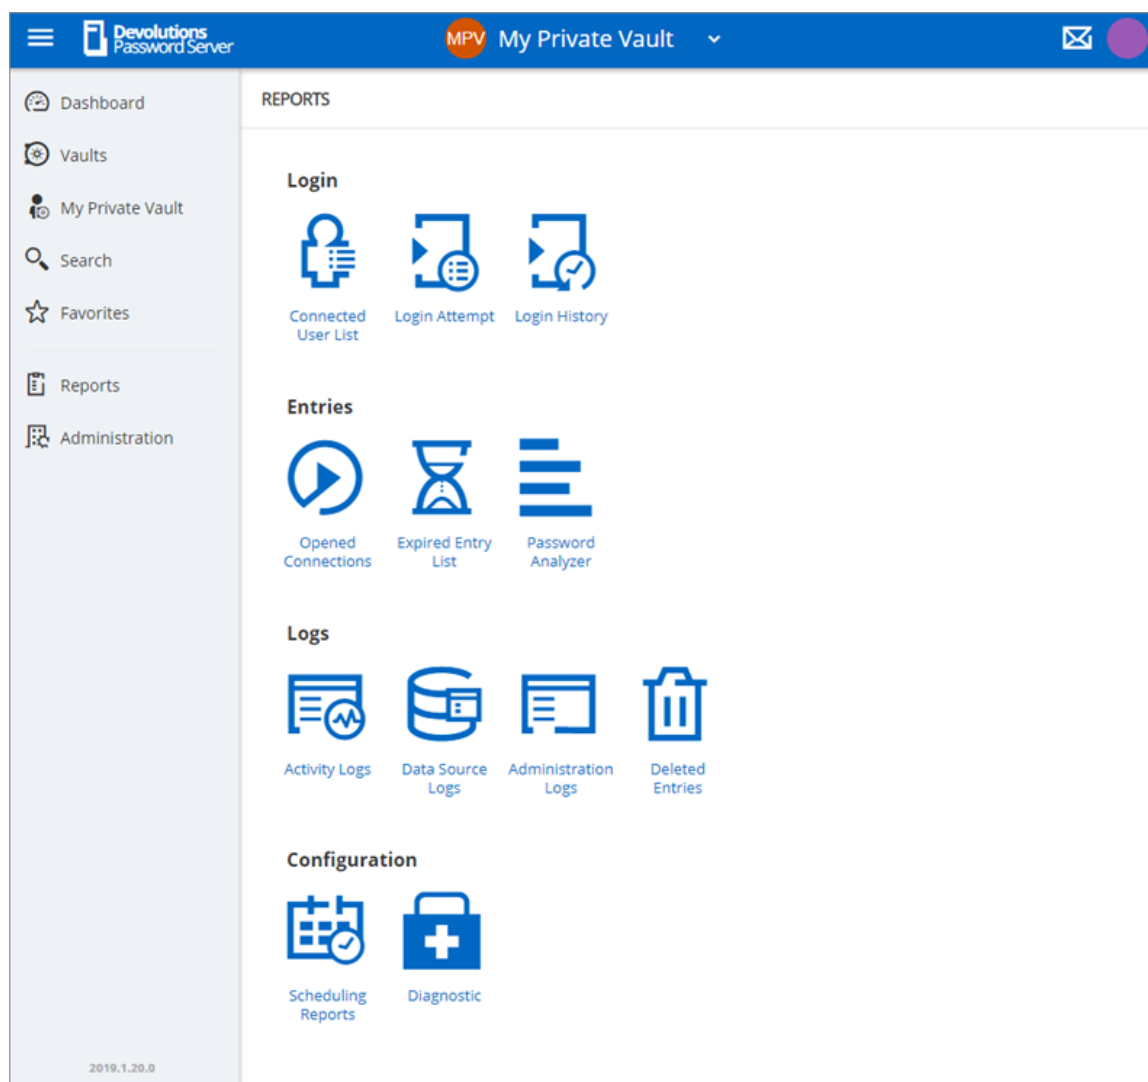 Devolutions
Password Server
MPV My Private Vault
Dashboard
Vaults
My Private Vault
Search
Favorites
Reports
Administration
2019.1.20.0
REPORTS
Login
Connected
User List
Login Attempt
Login History
Entries
Opened
Connections
Expired Entry
List
Password
Analyzer
Logs
Activity Logs
Data Source
Logs
Administration
Logs
Deleted
Entries
Configuration
Scheduling
Reports
Diagnostic